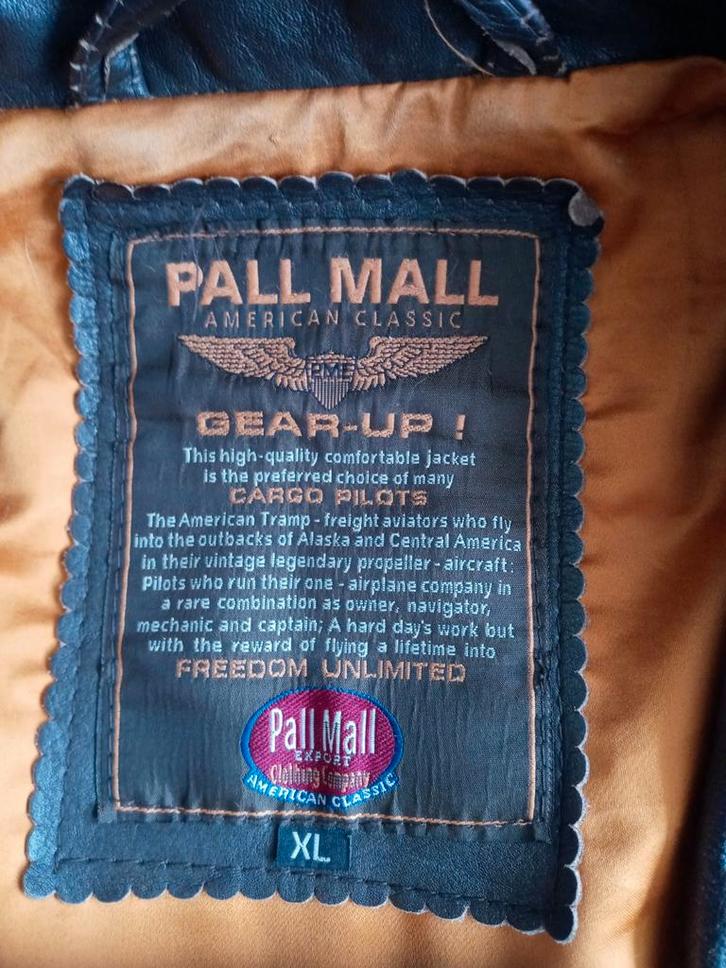 PALL MALL
AMERICAN CLASSIC
PME
GEAR-UP !
This high-quality comfortable jacket
is the preferred choice of many
CARGO PILOTS
The American Tramp - freight aviators who fly
into the outbacks of Alaska and Central America
in their vintage legendary propeller - aircraft:
Pilots who run their one - airplane company in
a rare combination as owner, navigator,
mechanic and captain; A hard day's work but
with the reward of flying a lifetime into
FREEDOM UNLIMITED
Pall Mall
EXPORT
Clothing Company
AMERICAN CLASSIC
XL